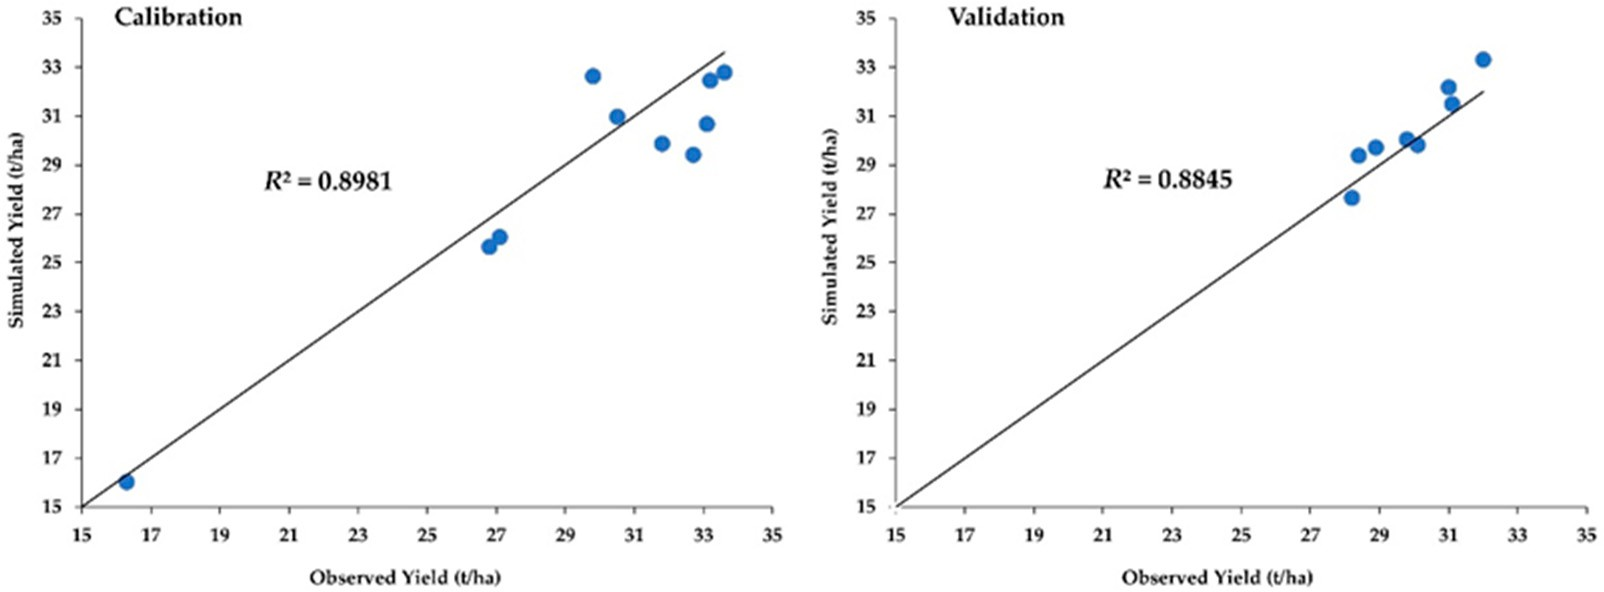 Calibration
35
33
31
29
27
25
23
21
19
17
15
Simulated Yield (t/ha)
R² = 0.8981
15 17 19 21 23 25 27 29 31 33 35
Observed Yield (t/ha)
Validation
35
33
31
29
27
25
23
21
19
17
15
Simulated Yield (t/ha)
R² = 0.8845
15 17 19 21 23 25 27 29 31 33 35
Observed Yield (t/ha)